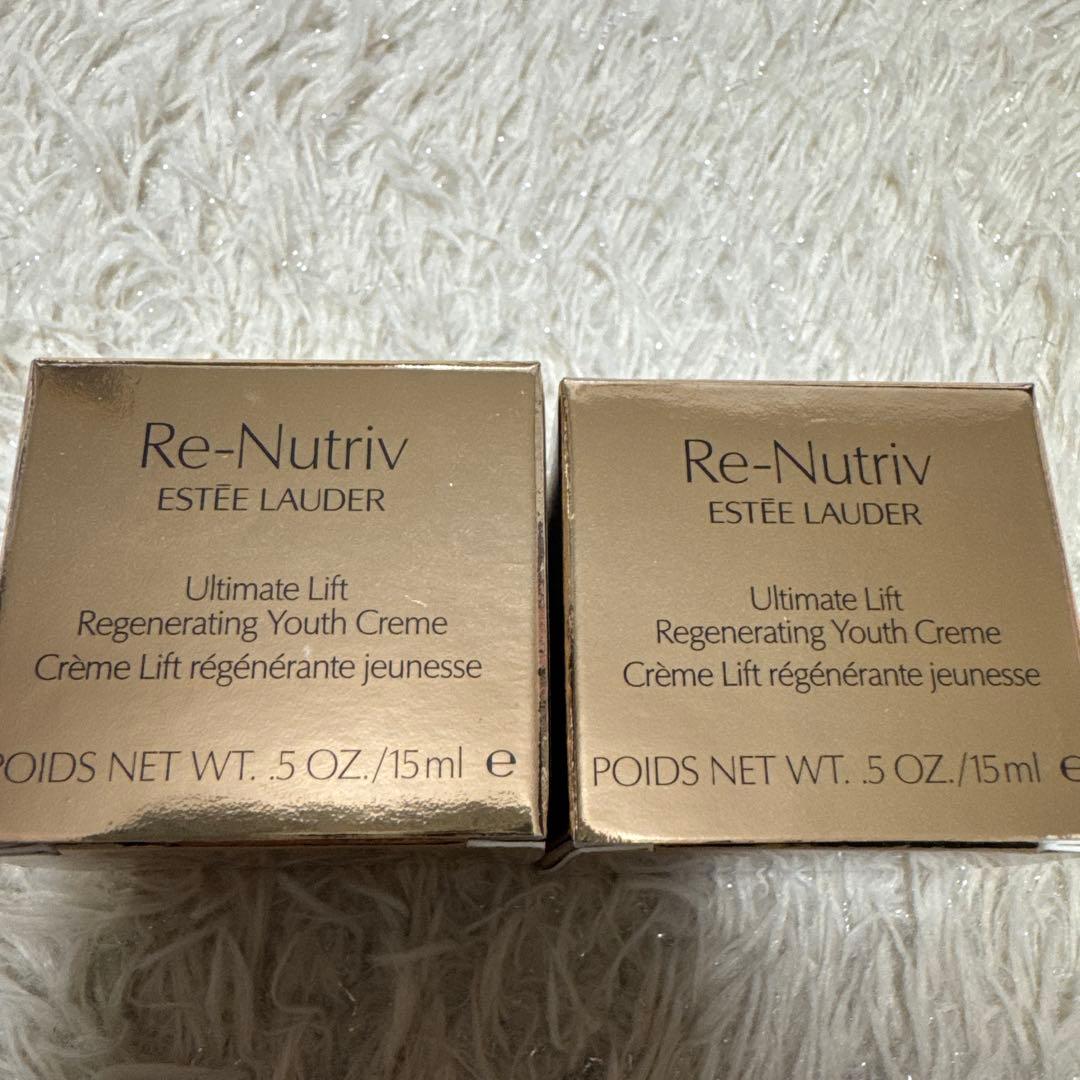 Re-Nutriv
ESTĒE LAUDER
Ultimate Lift
Regenerating Youth Creme
Crème Lift régénérante jeunesse
POIDS NET WT. .5 OZ./15ml e
Re-Nutriv
ESTĒE LAUDER
Ultimate Lift
Regenerating Youth Creme
Crème Lift régénérante jeunesse
POIDS NET WT. .5 OZ./15ml e